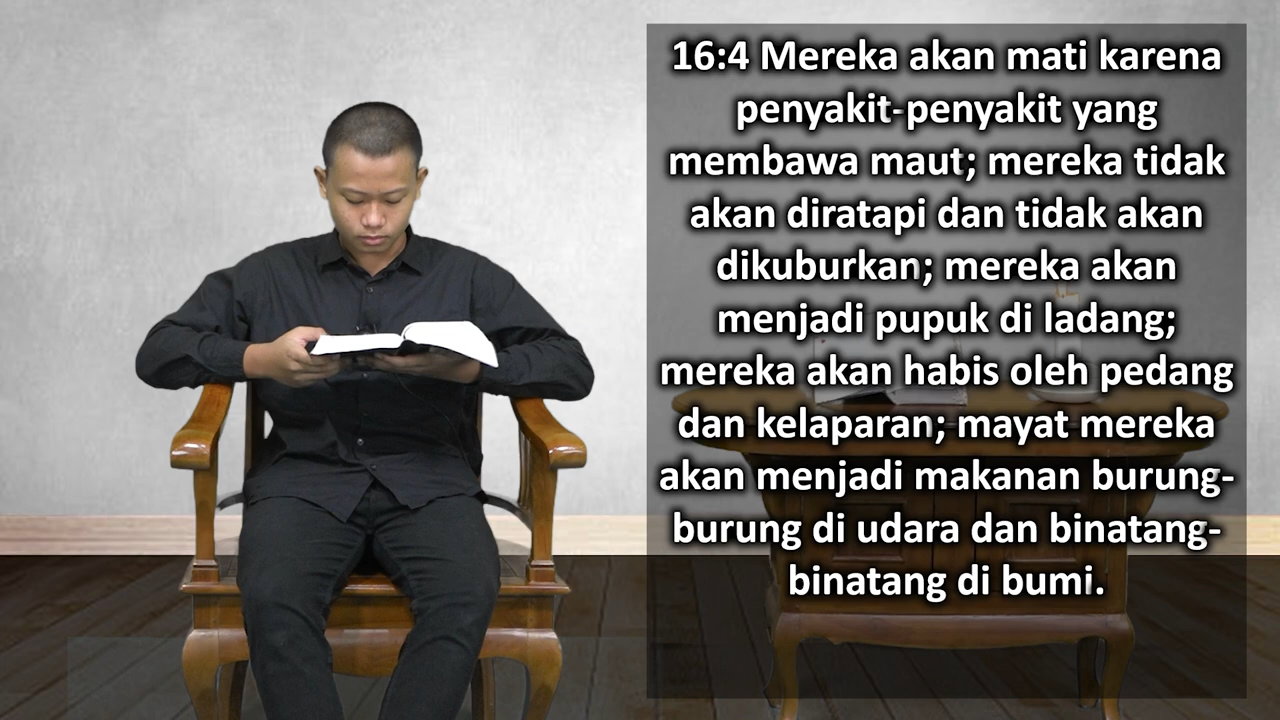 16:4 Mereka akan mati karena
penyakit-penyakit yang
membawa maut; mereka tidak
akan diratapi dan tidak akan
dikuburkan; mereka akan
menjadi pupuk di ladang;
mereka akan habis oleh pedang
dan kelaparan; mayat mereka
akan menjadi makanan burung-
burung di udara dan binatang-
binatang di bumi.